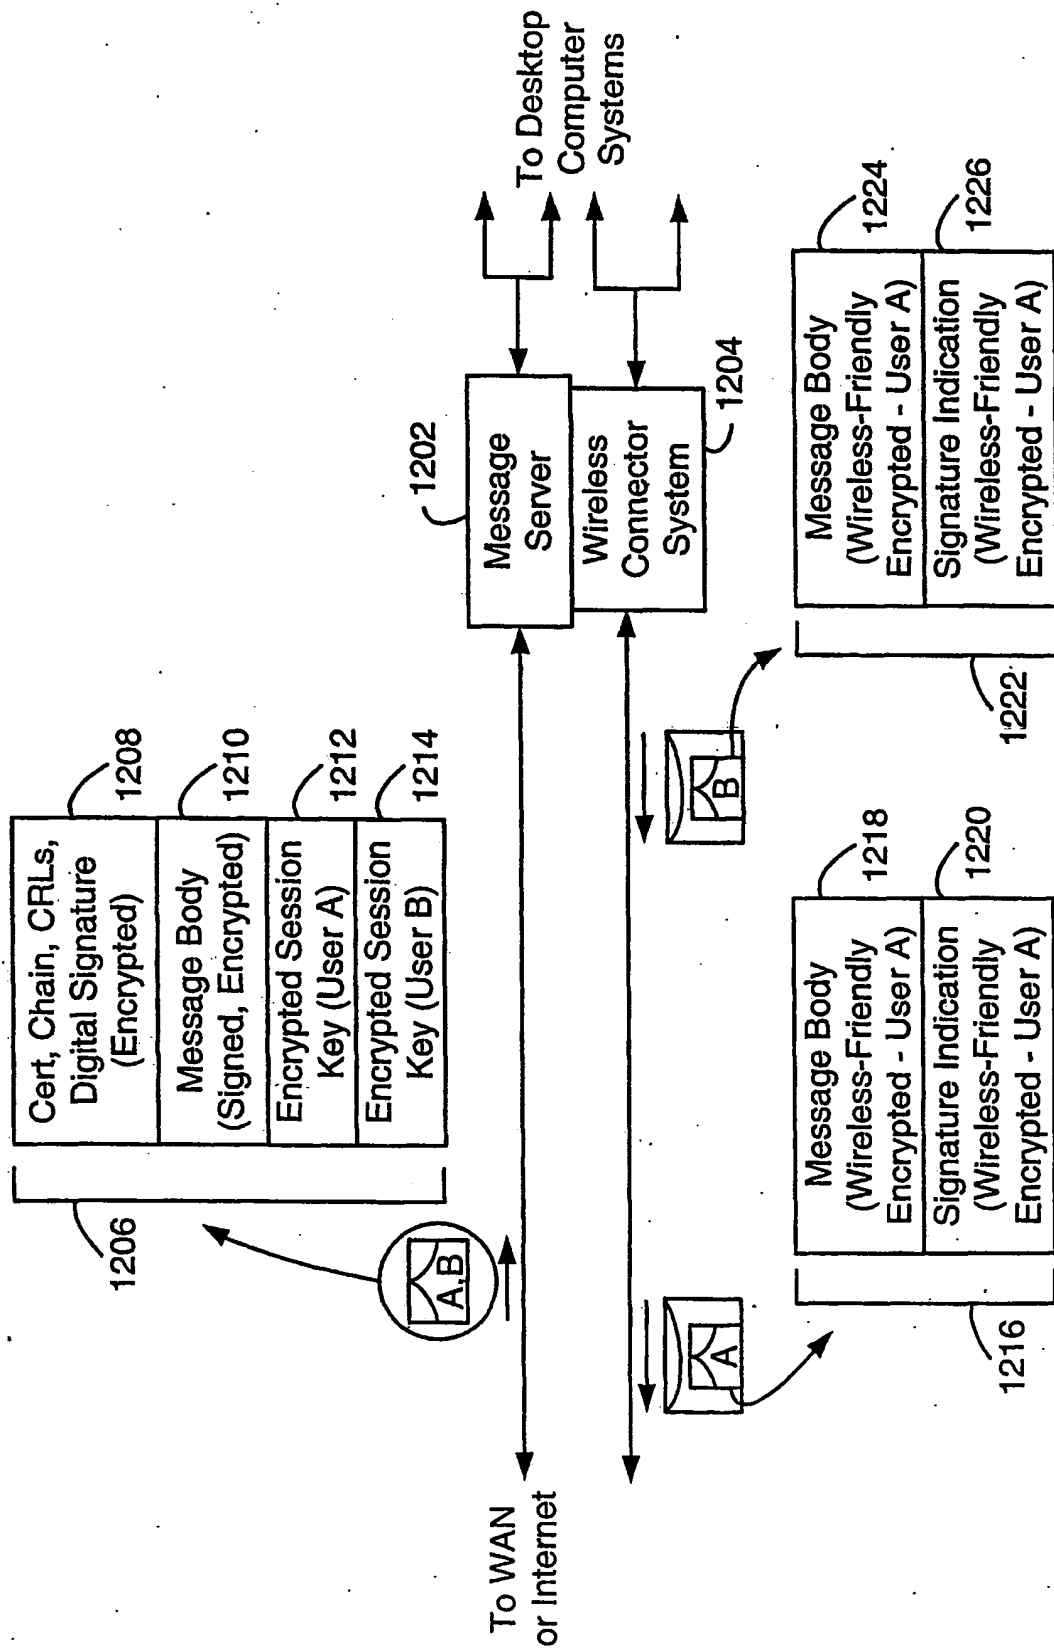 1206
Cert, Chain, CRLs,
Digital Signature
(Encrypted)
1208
Message Body
(Signed, Encrypted)
1210
Encrypted Session
Key (User A)
1212
Encrypted Session
Key (User B)
1214
A,B
To WAN
or Internet
1202
Message
Server
Wireless
Connector
System
1204
To Desktop
Computer
Systems
A
B
1216
Message Body
(Wireless-Friendly
Encrypted - User A)
1218
Signature Indication
(Wireless-Friendly
Encrypted - User A)
1220
1222
Message Body
(Wireless-Friendly
Encrypted - User A)
1224
Signature Indication
(Wireless-Friendly
Encrypted - User A)
1226